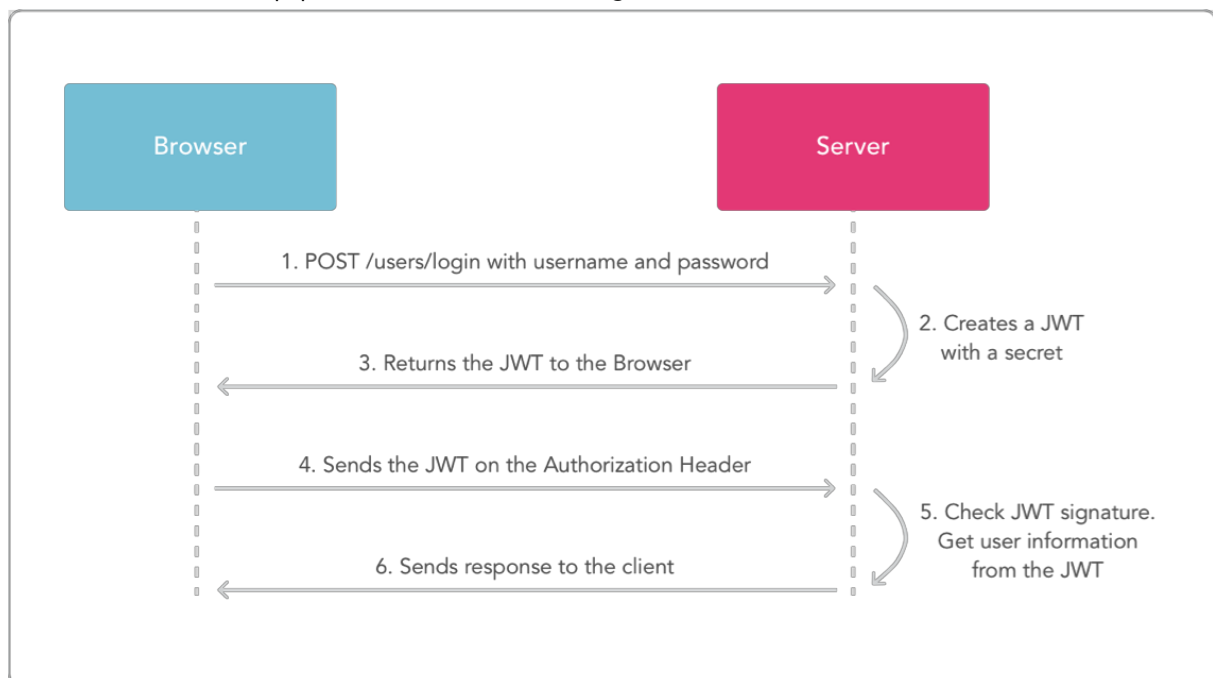 Browser
Server
1. POST /users/login with username and password
2. Creates a JWT
with a secret
3. Returns the JWT to the Browser
4. Sends the JWT on the Authorization Header
5. Check JWT signature.
Get user information
from the JWT
6. Sends response to the client